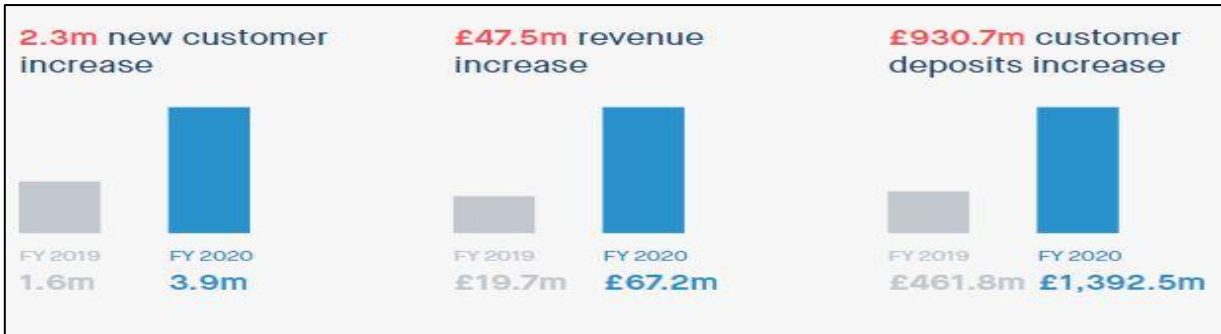 2.3m new customer
increase
FY 2019
1.6m
FY 2020
3.9m
£47.5m revenue
increase
FY 2019
£19.7m
FY 2020
£67.2m
£930.7m customer
deposits increase
FY 2019
£461.8m
FY 2020
£1,392.5m